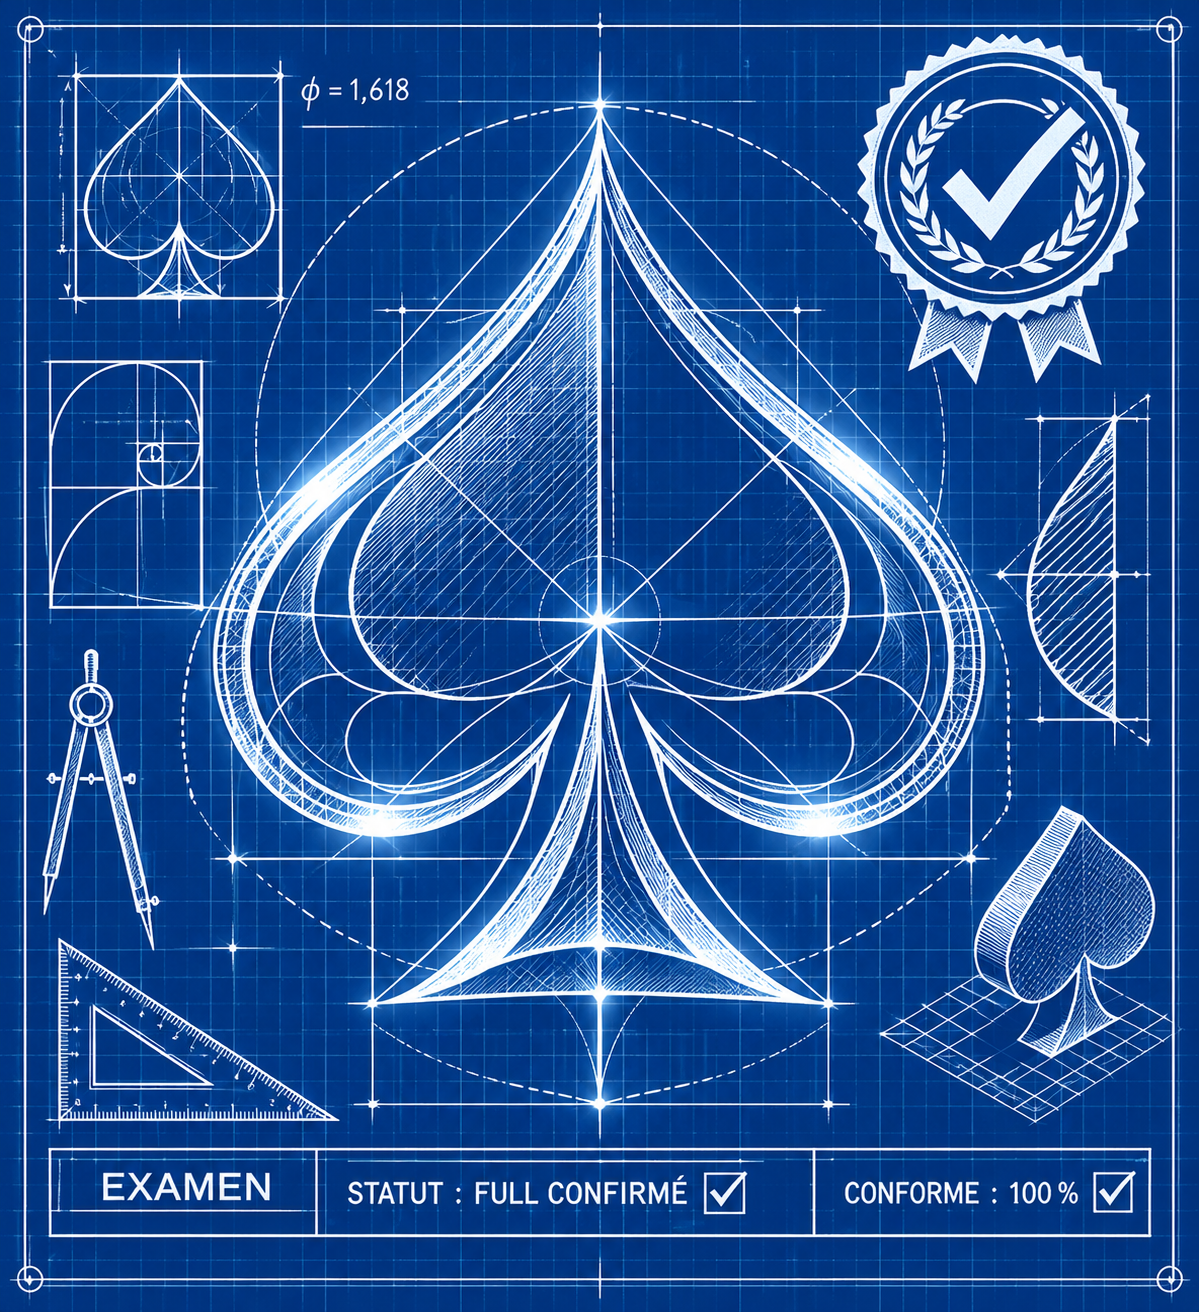 ϕ = 1,618
EXAMEN
STATUT : FULL CONFIRMÉ
CONFORME : 100 %